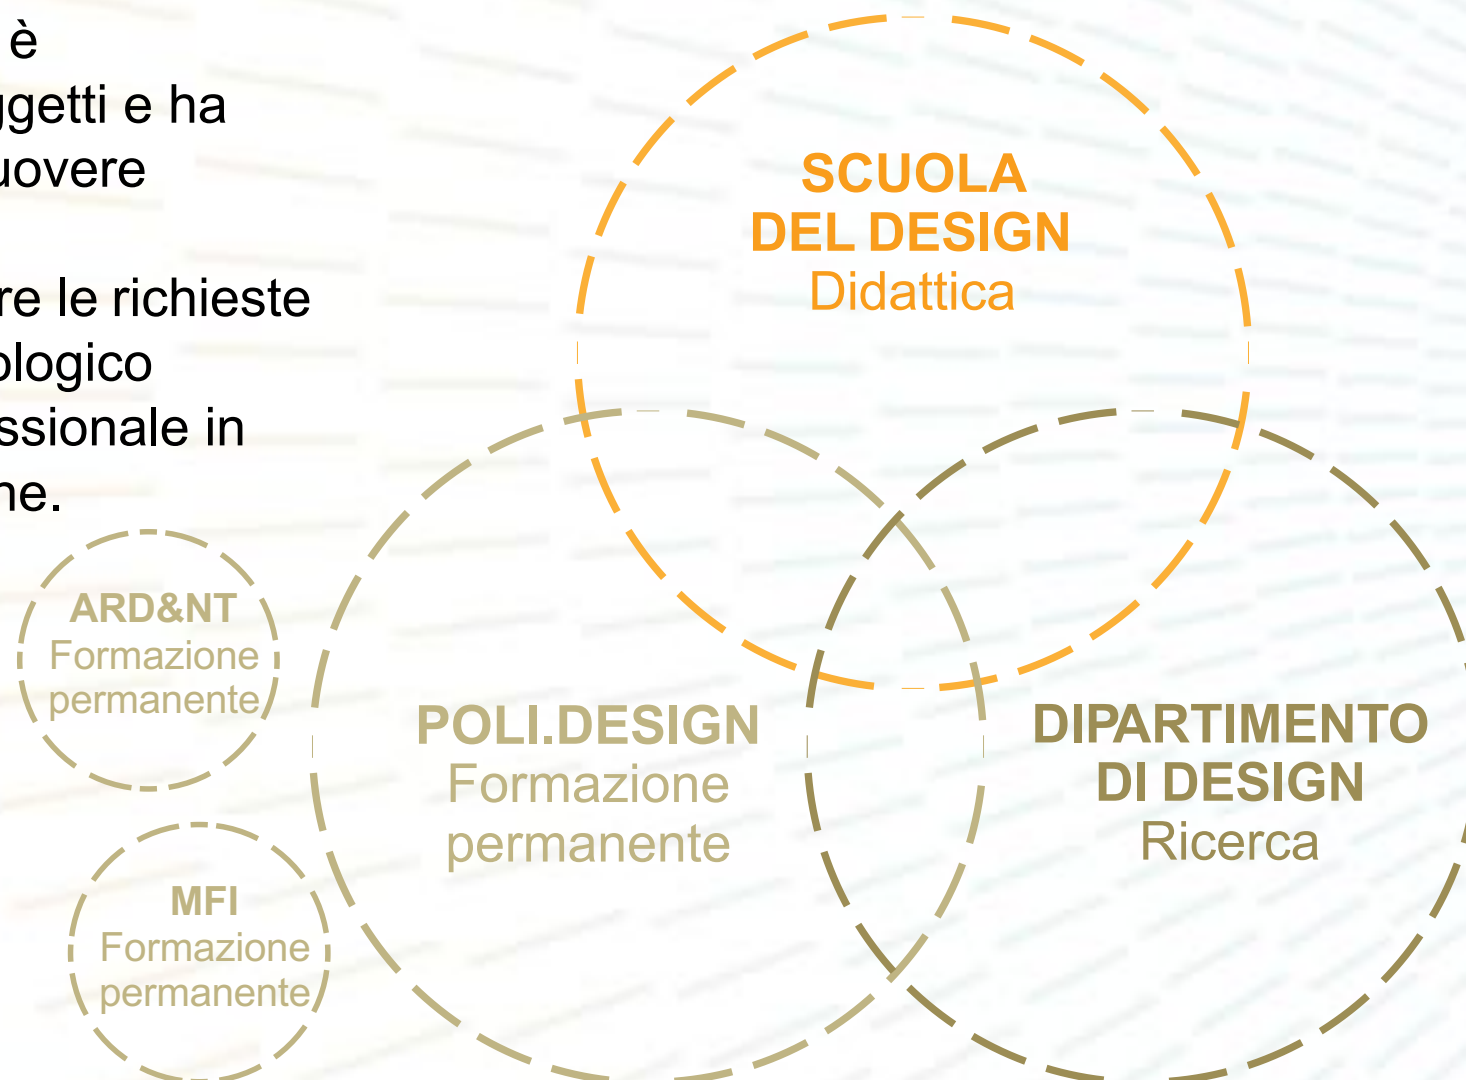 è
ggetti e ha
uovere
re le richieste
ologico
ssionale in
ne.
SCUOLA
DEL DESIGN
Didattica
ARD&NT
Formazione
permanente
POLI.DESIGN
Formazione
permanente
DIPARTIMENTO
DI DESIGN
Ricerca
MFI
Formazione
permanente